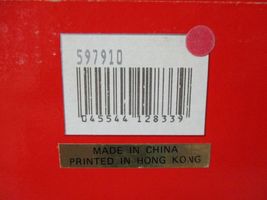 597910
045544 128339
MADE IN CHINA
PRINTED IN HONG KONG